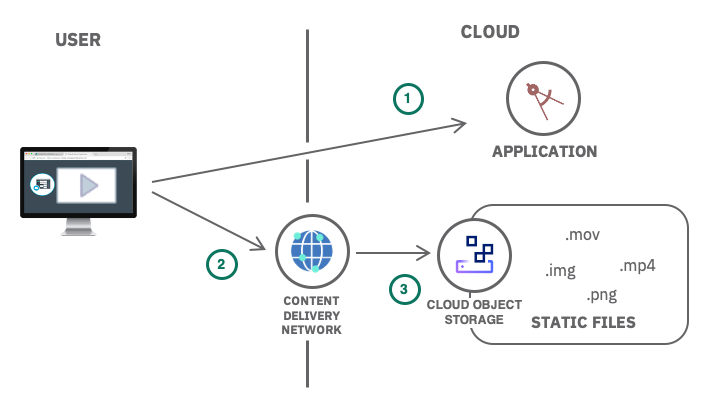 USER
CLOUD
1
APPLICATION
2
CONTENT
DELIVERY
NETWORK
3
CLOUD OBJECT
STORAGE
.mov
.img
.mp4
.png
STATIC FILES